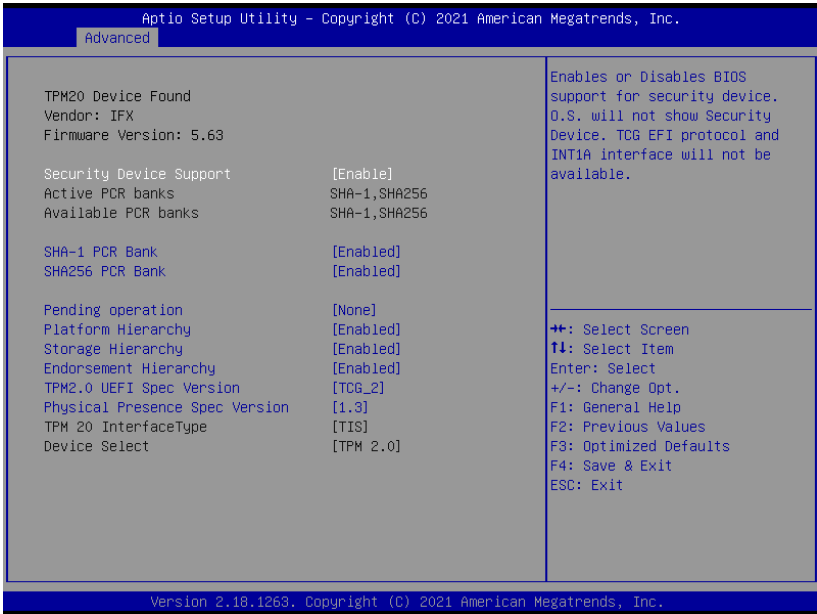 Aptio Setup Utility – Copyright (C) 2021 American Megatrends, Inc.
Advanced
TPM20 Device Found
Vendor: IFX
Firmware Version: 5.63
Security Device Support [Enable]
Active PCR banks SHA-1,SHA256
Available PCR banks SHA-1,SHA256
SHA-1 PCR Bank [Enabled]
SHA256 PCR Bank [Enabled]
Pending operation [None]
Platform Hierarchy [Enabled]
Storage Hierarchy [Enabled]
Endorsement Hierarchy [Enabled]
TPM2.0 UEFI Spec Version [TCG_2]
Physical Presence Spec Version [1.3]
TPM 20 InterfaceType [TIS]
Device Select [TPM 2.0]
Enables or Disables BIOS
support for security device.
O.S. will not show Security
Device. TCG EFI protocol and
INT1A interface will not be
available.
→←: Select Screen
↑↓: Select Item
Enter: Select
+/-: Change Opt.
F1: General Help
F2: Previous Values
F3: Optimized Defaults
F4: Save & Exit
ESC: Exit
Version 2.18.1263. Copyright (C) 2021 American Megatrends, Inc.